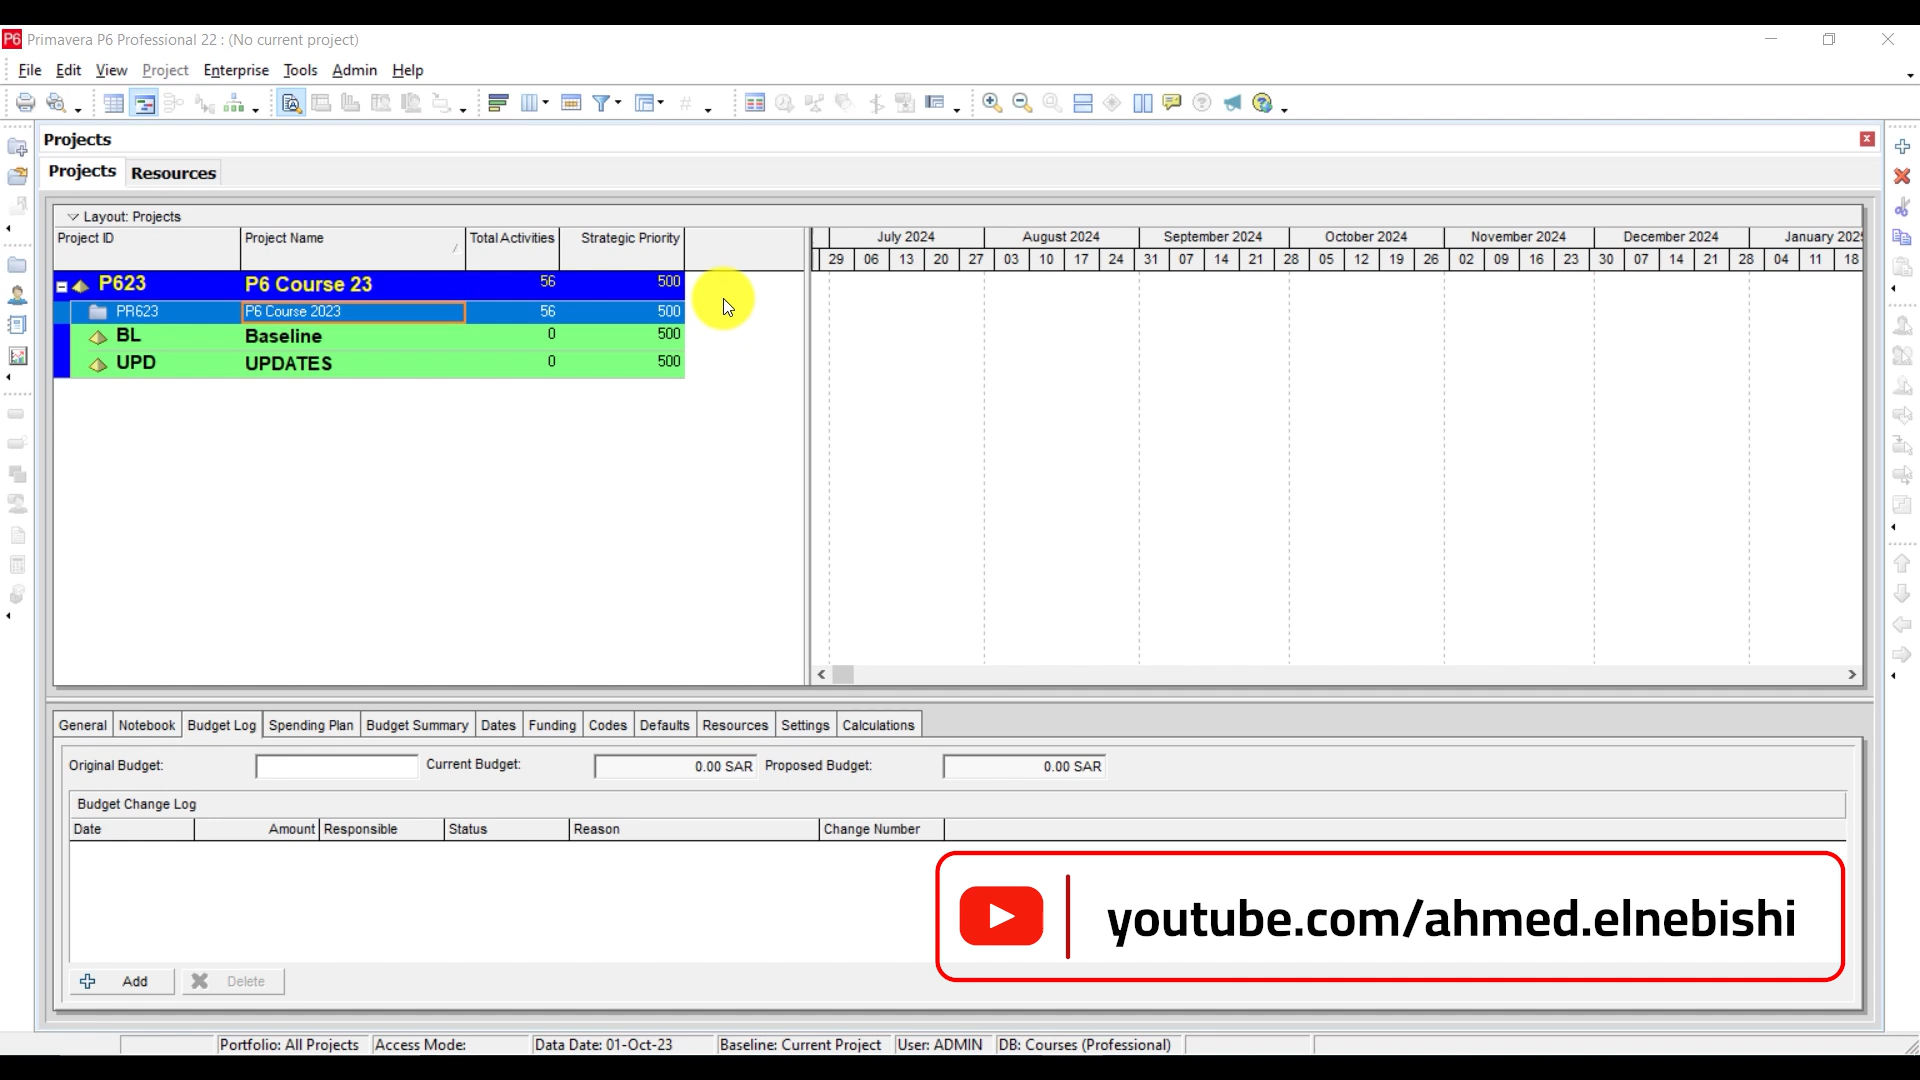 P6 Primavera P6 Professional 22 : (No current project)
File Edit View Project Enterprise Tools Admin Help
Projects
Projects Resources
Layout: Projects
Project ID Project Name Total Activities Strategic Priority
July 2024 August 2024 September 2024 October 2024 November 2024 December 2024 January 2025
29 06 13 20 27 03 10 17 24 31 07 14 21 28 05 12 19 26 02 09 16 23 30 07 14 21 28 04 11 18
P623 P6 Course 23 56 500
PR623 P6 Course 2023 56 500
BL Baseline 0 500
UPD UPDATES 0 500
General Notebook Budget Log Spending Plan Budget Summary Dates Funding Codes Defaults Resources Settings Calculations
Original Budget: Current Budget: 0.00 SAR Proposed Budget: 0.00 SAR
Budget Change Log
Date Amount Responsible Status Reason Change Number
youtube.com/ahmed.elnebishi
Add Delete
Portfolio: All Projects Access Mode: Data Date: 01-Oct-23 Baseline: Current Project User: ADMIN DB: Courses (Professional)